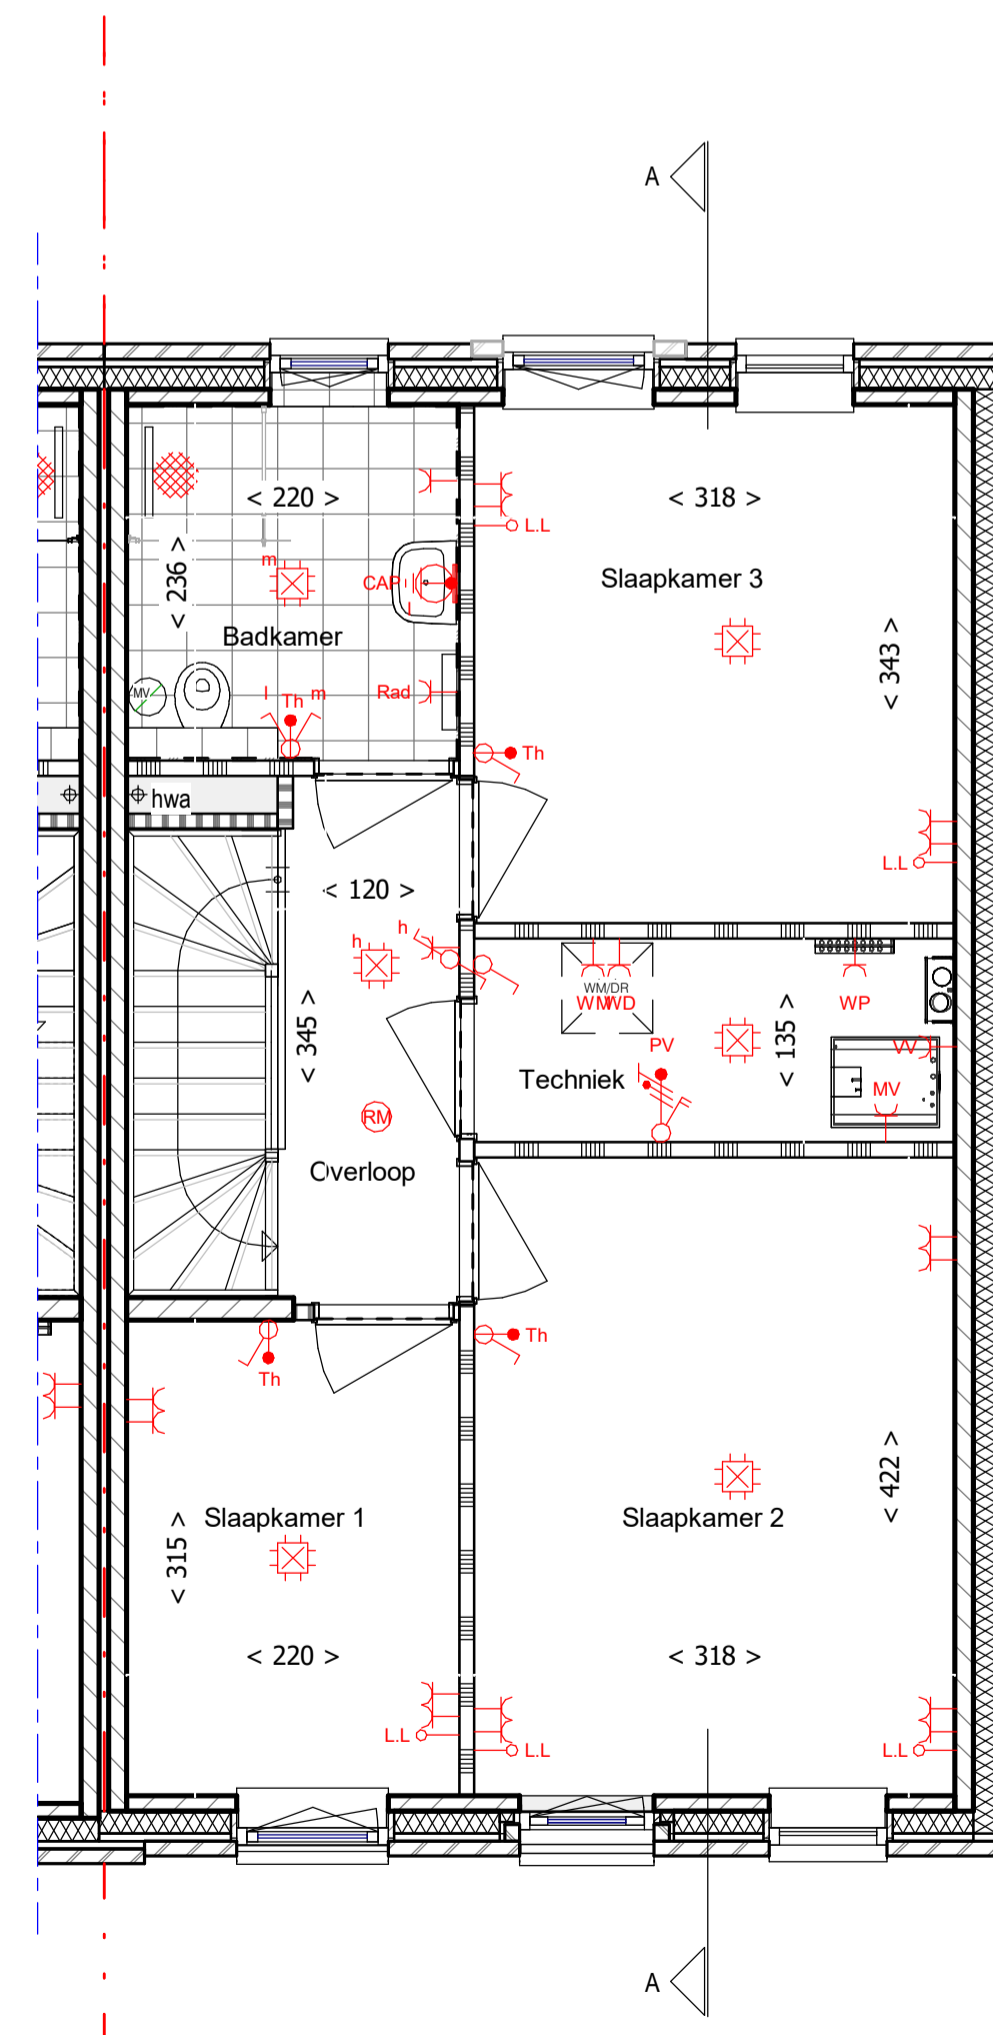 A
< 220 >
< 318 >
L.L
m
CAP
< 236 >
Slaapkamer 3
Badkamer
< 343 >
MV
l
Th
m
Rad
Th
hwa
L.L
< 120 >
h
h
< 345 >
WM/DR
WM
WD
WP
< 135 >
PV
VV
Techniek
MV
RM
Overloop
Th
Th
< 422 >
Slaapkamer 1
Slaapkamer 2
< 315 >
< 220 >
< 318 >
L.L
L.L
L.L
A